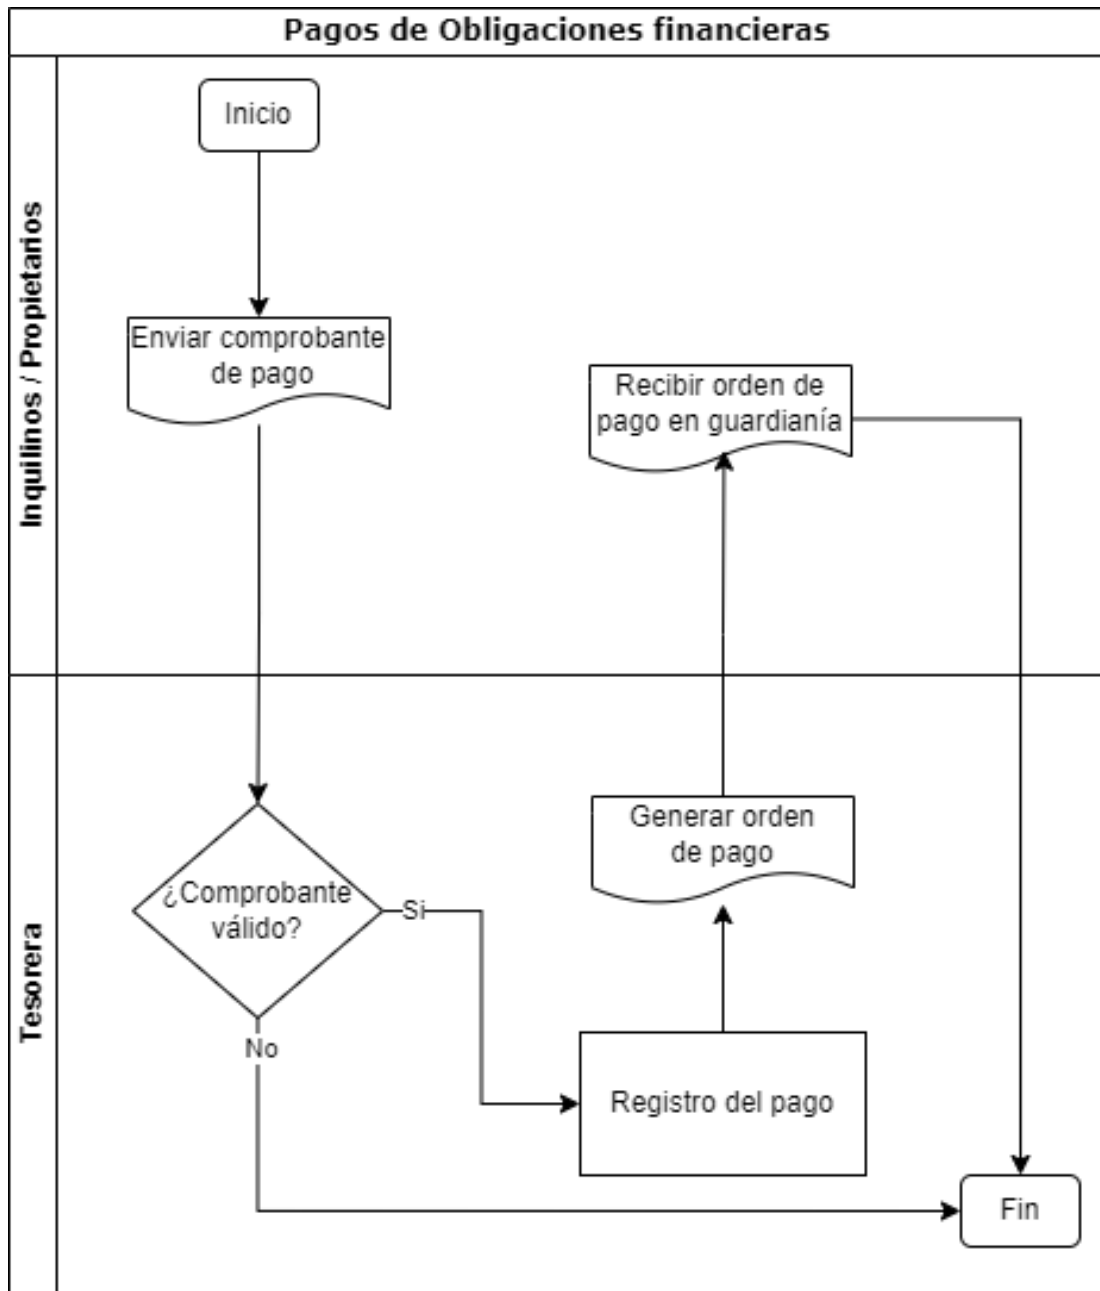 Pagos de Obligaciones financieras
Inquilinos / Propietarios
Inicio
Enviar comprobante
de pago
Recibir orden de
pago en guardianía
Tesorera
¿Comprobante
válido?
Si
No
Generar orden
de pago
Registro del pago
Fin